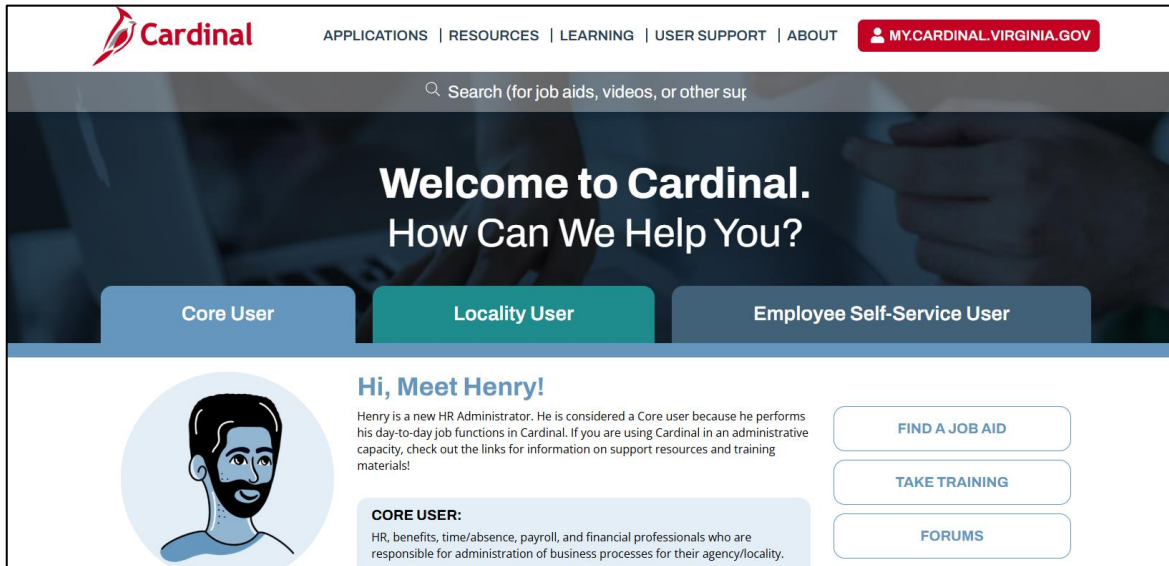 Cardinal
APPLICATIONS | RESOURCES | LEARNING | USER SUPPORT | ABOUT
MY.CARDINAL.VIRGINIA.GOV
Search (for job aids, videos, or other sup
Welcome to Cardinal.
How Can We Help You?
Core User
Locality User
Employee Self-Service User
Hi, Meet Henry!
Henry is a new HR Administrator. He is considered a Core user because he performs
his day-to-day job functions in Cardinal. If you are using Cardinal in an administrative
capacity, check out the links for information on support resources and training
materials!
CORE USER:
HR, benefits, time/absence, payroll, and financial professionals who are
responsible for administration of business processes for their agency/locality.
FIND A JOB AID
TAKE TRAINING
FORUMS